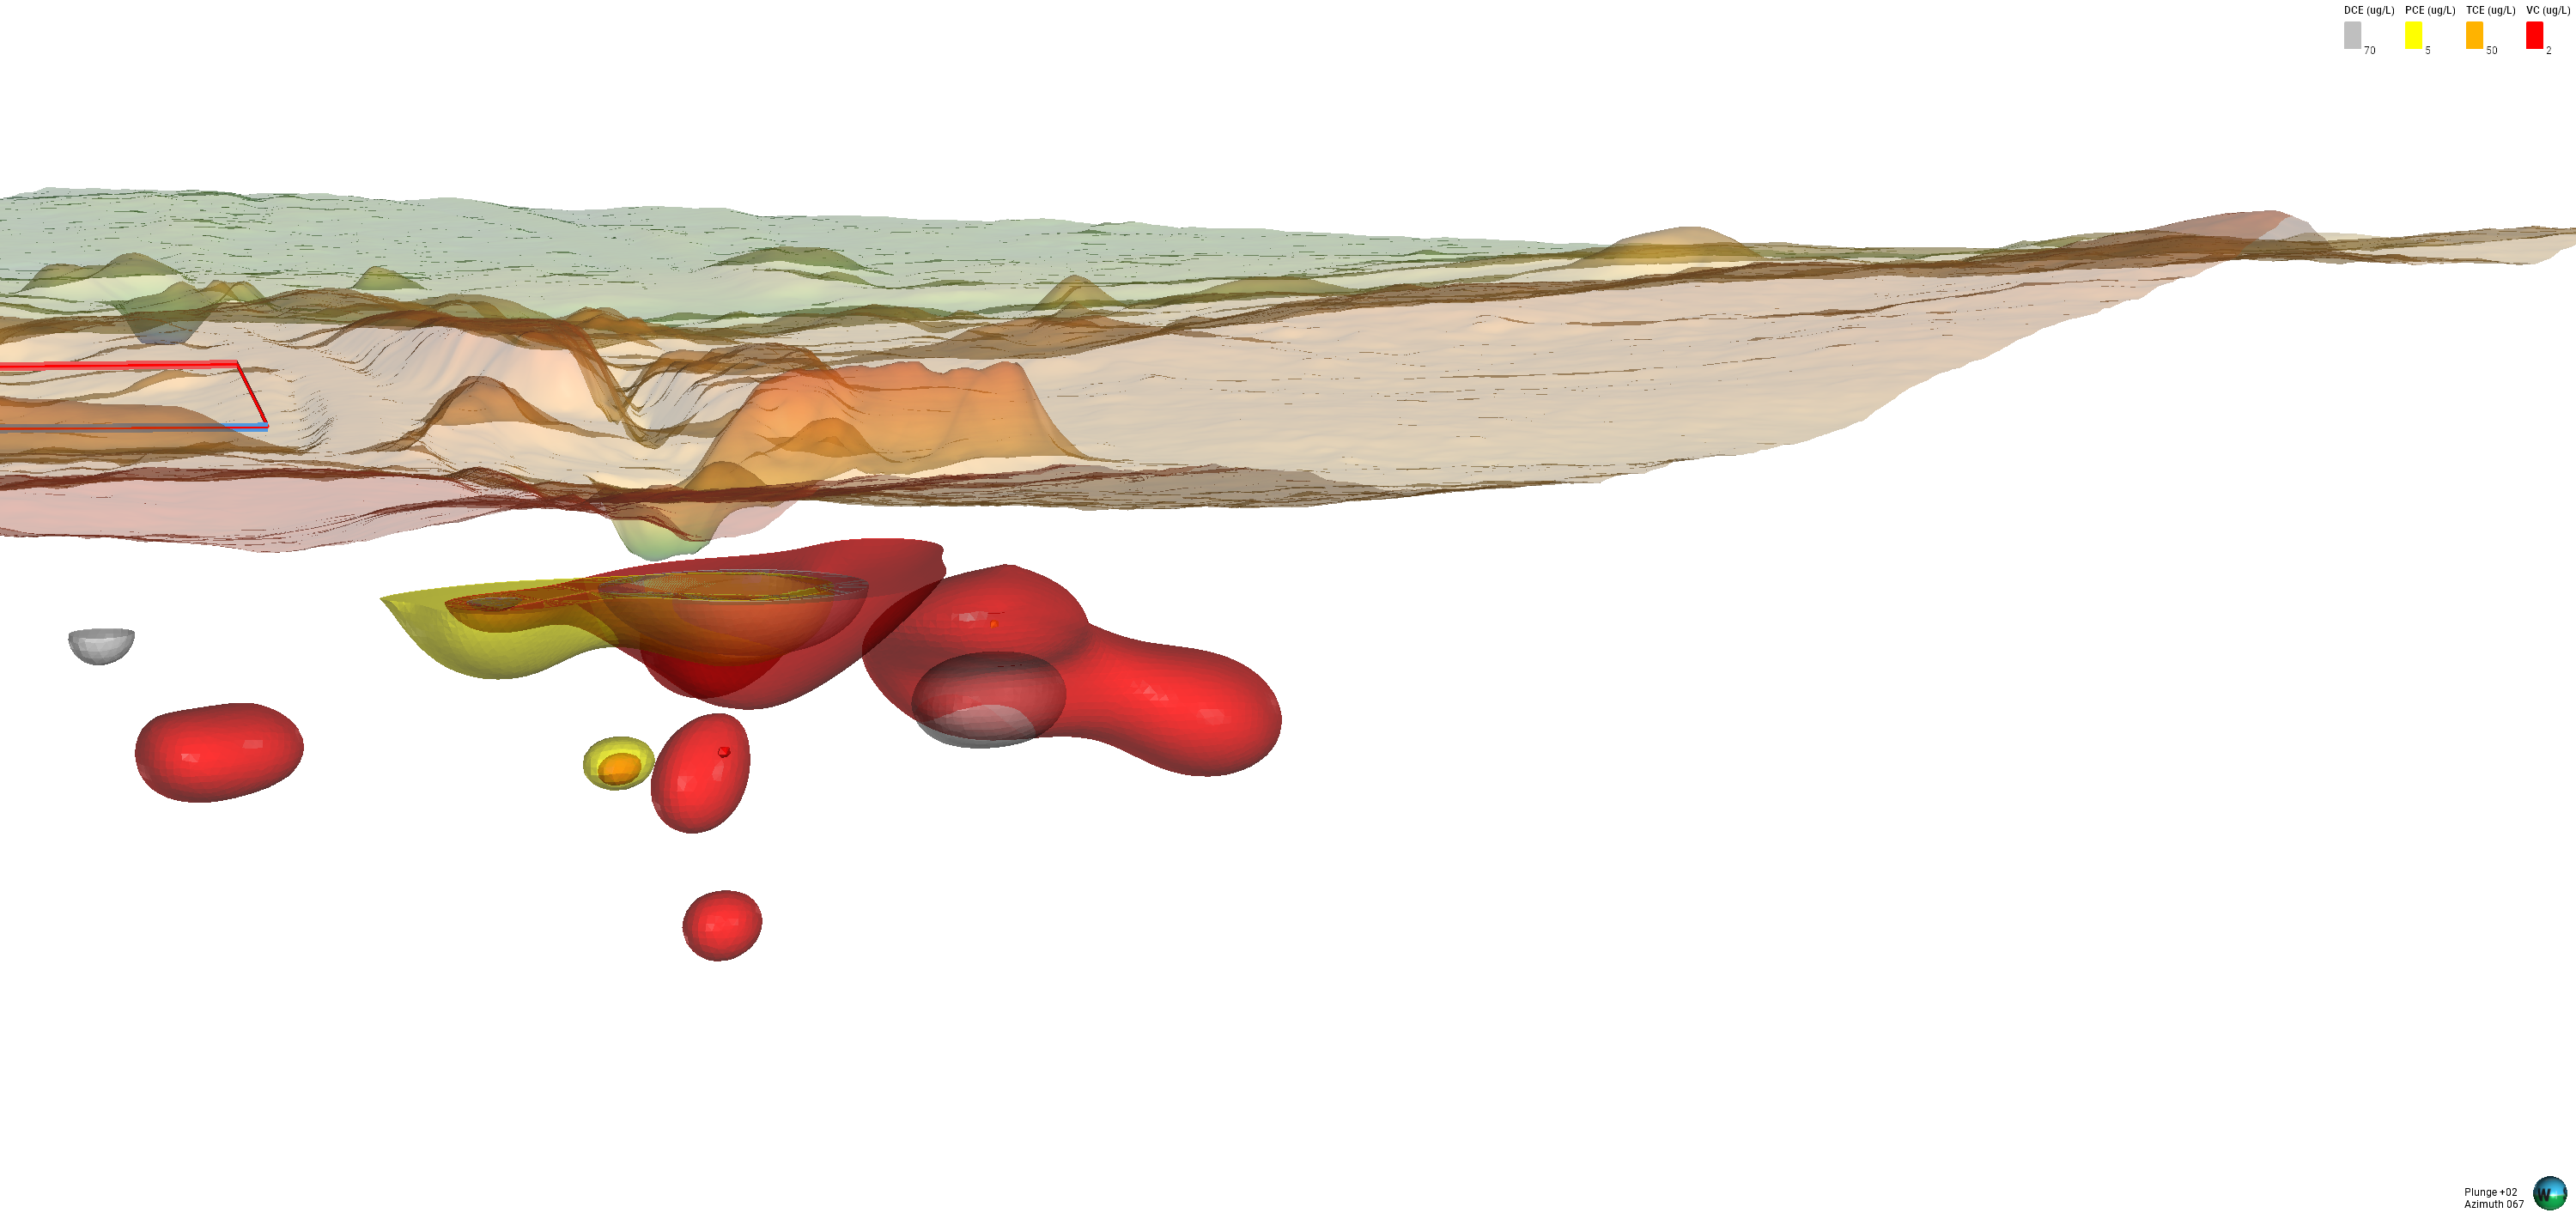 DCE (ug/L) PCE (ug/L) TCE (ug/L) VC (ug/L)
70 5 50 2
Plunge +02
Azimuth 067
W